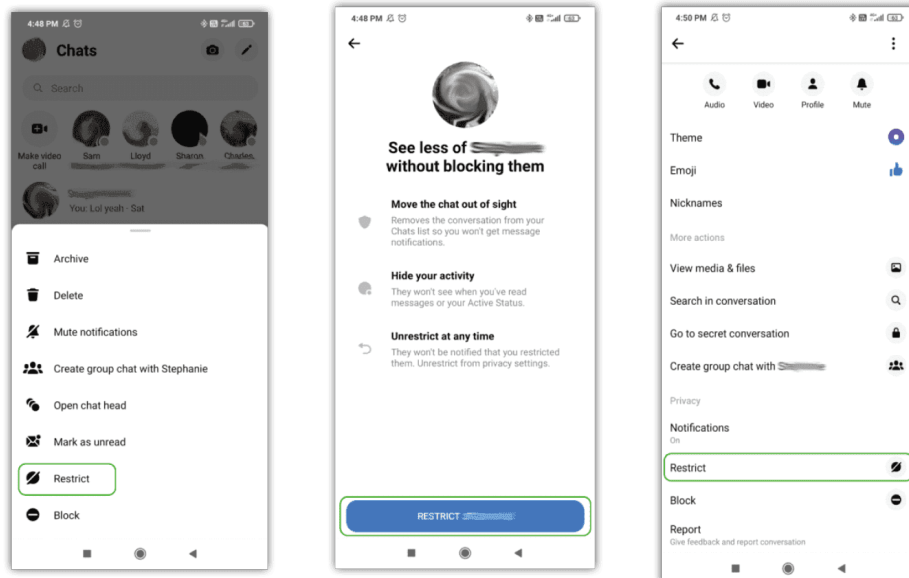 4:48 PM
Chats
Search
Make video call
Sam
Lloyd
Sharon
Charles,
You: Lol yeah · Sat
Archive
Delete
Mute notifications
Create group chat with Stephanie
Open chat head
Mark as unread
Restrict
Block
4:48 PM
See less of
without blocking them
Move the chat out of sight
Removes the conversation from your
Chats list so you won't get message
notifications.
Hide your activity
They won't see when you've read
messages or your Active Status.
Unrestrict at any time
They won't be notified that you restricted
them. Unrestrict from privacy settings.
RESTRICT
4:50 PM
Audio
Video
Profile
Mute
Theme
Emoji
Nicknames
More actions
View media & files
Search in conversation
Go to secret conversation
Create group chat with
Privacy
Notifications
On
Restrict
Block
Report
Give feedback and report conversation